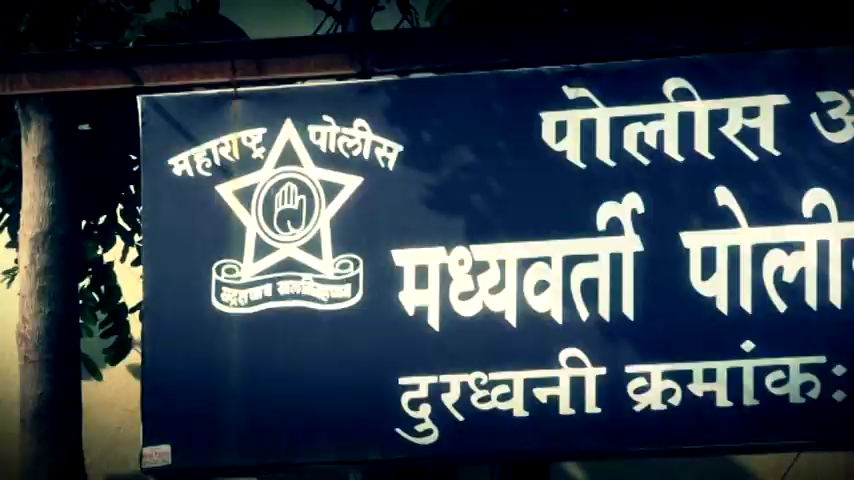 महाराष्ट्र पोलीस
पोलीस
मध्यवर्ती
दुरध्वनी क्रमांक: